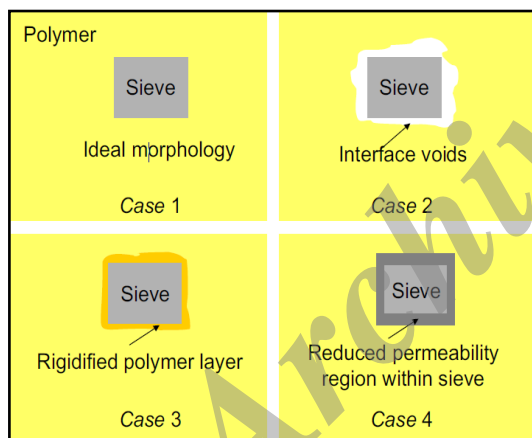 Polymer
Sieve
Ideal morphology
Case 1
Sieve
Interface voids
Case 2
Sieve
Rigidified polymer layer
Case 3
Sieve
Reduced permeability
region within sieve
Case 4
Archiv